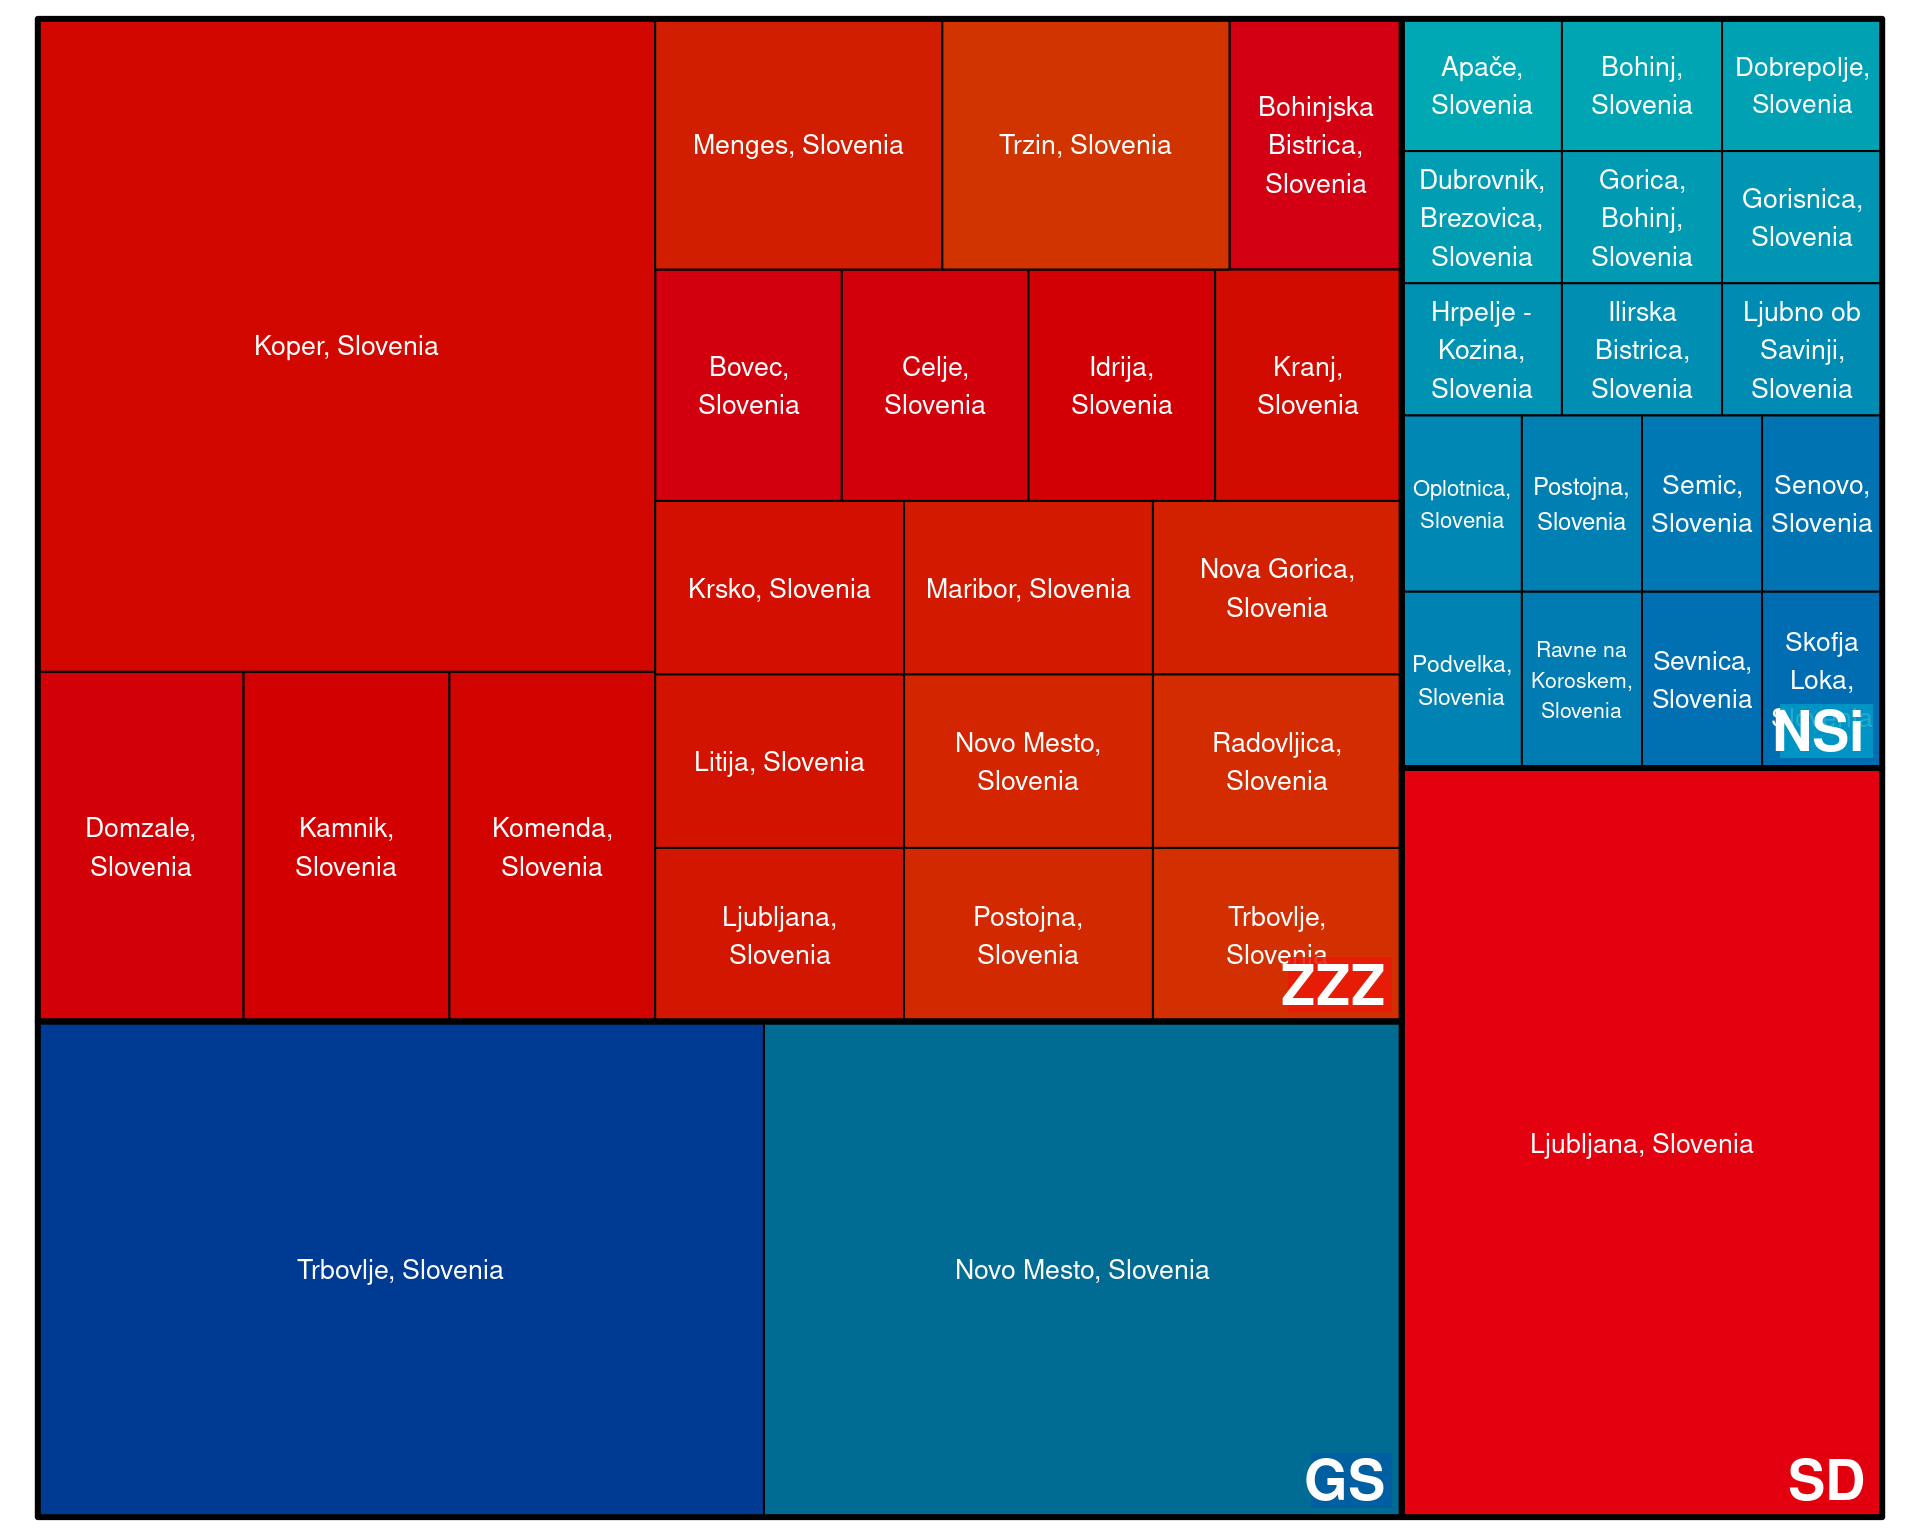 Koper, Slovenia
Menges, Slovenia
Trzin, Slovenia
Bohinjska
Bistrica,
Slovenia
Bovec,
Slovenia
Celje,
Slovenia
Idrija,
Slovenia
Kranj,
Slovenia
Krsko, Slovenia
Maribor, Slovenia
Nova Gorica,
Slovenia
Litija, Slovenia
Novo Mesto,
Slovenia
Radovljica,
Slovenia
Domzale,
Slovenia
Kamnik,
Slovenia
Komenda,
Slovenia
Ljubljana,
Slovenia
Postojna,
Slovenia
Trbovlje,
Slovenia
ZZZ
Apače,
Slovenia
Bohinj,
Slovenia
Dobrepolje,
Slovenia
Dubrovnik,
Brezovica,
Slovenia
Gorica,
Bohinj,
Slovenia
Gorisnica,
Slovenia
Hrpelje -
Kozina,
Slovenia
Ilirska
Bistrica,
Slovenia
Ljubno ob
Savinji,
Slovenia
Oplotnica,
Slovenia
Postojna,
Slovenia
Semic,
Slovenia
Senovo,
Slovenia
Podvelka,
Slovenia
Ravne na
Koroskem,
Slovenia
Sevnica,
Slovenia
Skofja
Loka,
NSi
Trbovlje, Slovenia
Novo Mesto, Slovenia
GS
Ljubljana, Slovenia
SD